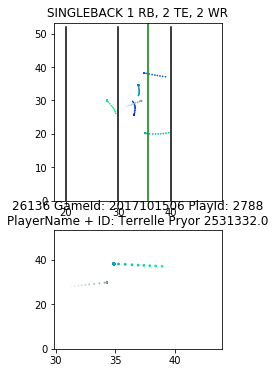 SINGLEBACK 1 RB, 2 TE, 2 WR
50
40
30
20
10
0
20 30 40
26136 GameId: 2017101506 PlayId: 2788
PlayerName + ID: Terrelle Pryor 2531332.0
40
20
0
30 35 40